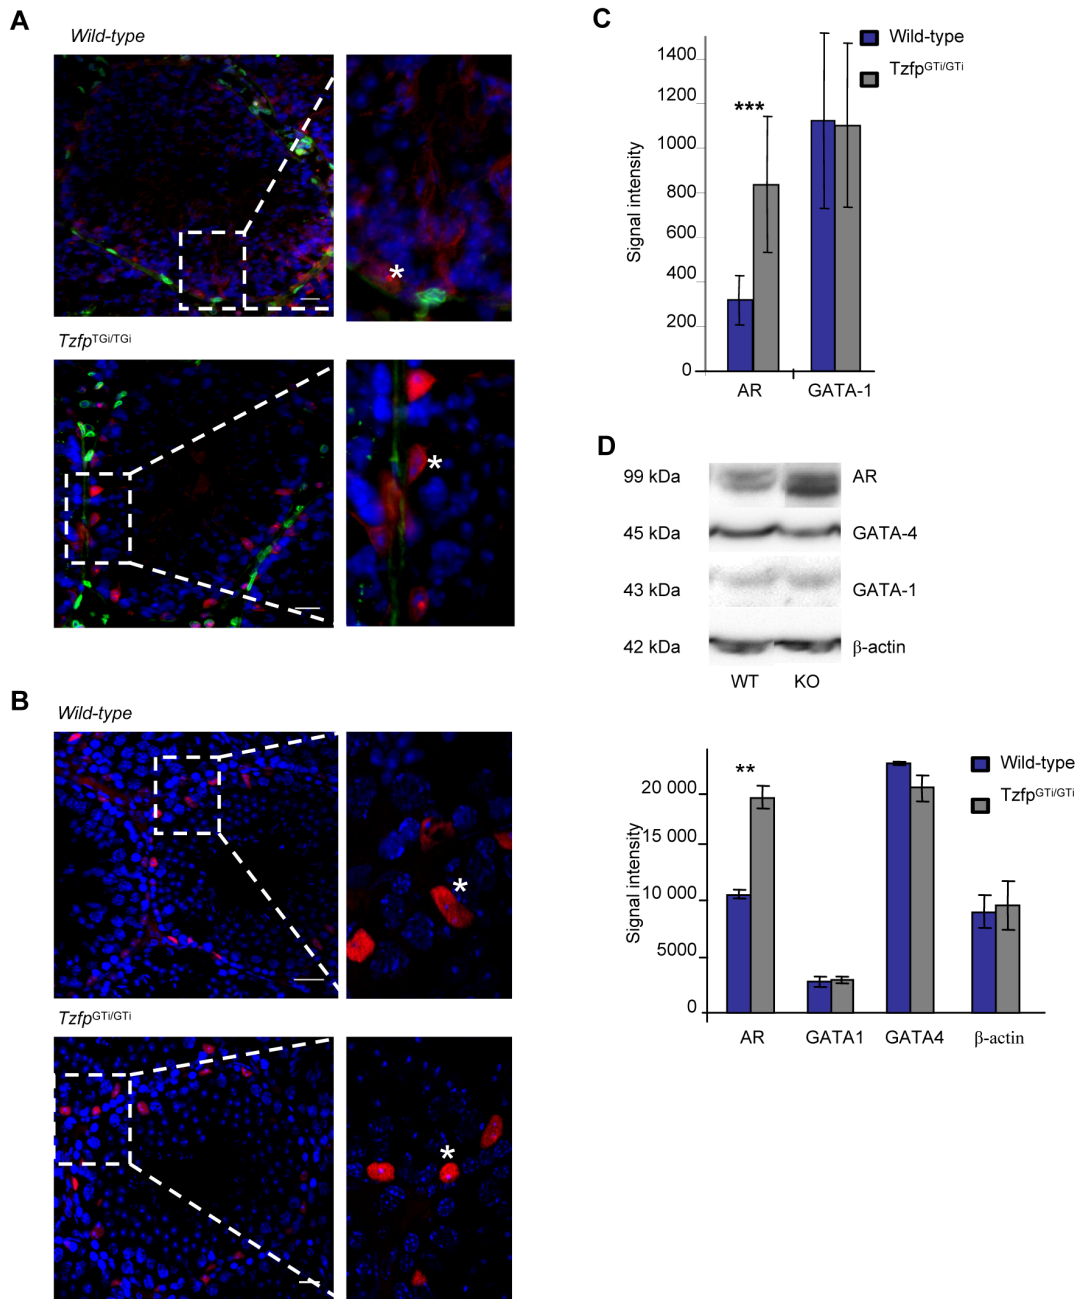 A
Wild-type
*
Tzfp^TGi/TGi
*
B
Wild-type
*
Tzfp^GTi/GTi
*
C
Wild-type
Tzfp^GTi/GTi
1400
1200
1000
800
600
400
200
0
Signal intensity
***
AR
GATA-1
D
99 kDa
AR
45 kDa
GATA-4
43 kDa
GATA-1
42 kDa
β-actin
WT
KO
Wild-type
Tzfp^GTi/GTi
20 000
15 000
10 000
5000
0
Signal intensity
**
AR
GATA1
GATA4
β-actin